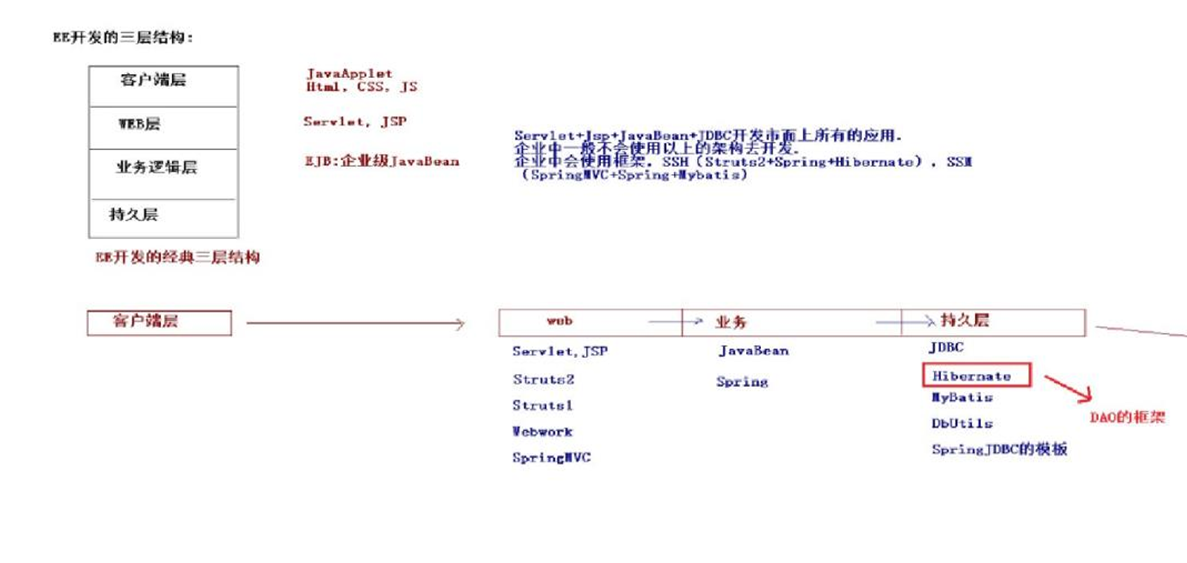 EE开发的三层结构:
客户端层
JavaApplet
Html, CSS, JS
WEB层
Servlet, JSP
业务逻辑层
EJB:企业级JavaBean
持久层
Servlet+Jsp+JavaBean+JDBC开发市面上所有的应用.
企业中一般不会使用以上的架构去开发.
企业中会使用框架. SSH (Struts2+Spring+Hibernate) , SSM
(SpringMVC+Spring+Mybatis)
EE开发的经典三层结构
客户端层
web
业务
持久层
Servlet,JSP
Struts2
Struts1
Webwork
SpringMVC
JavaBean
Spring
JDBC
Hibernate
MyBatis
DbUtils
SpringJDBC的模板
DAO的框架